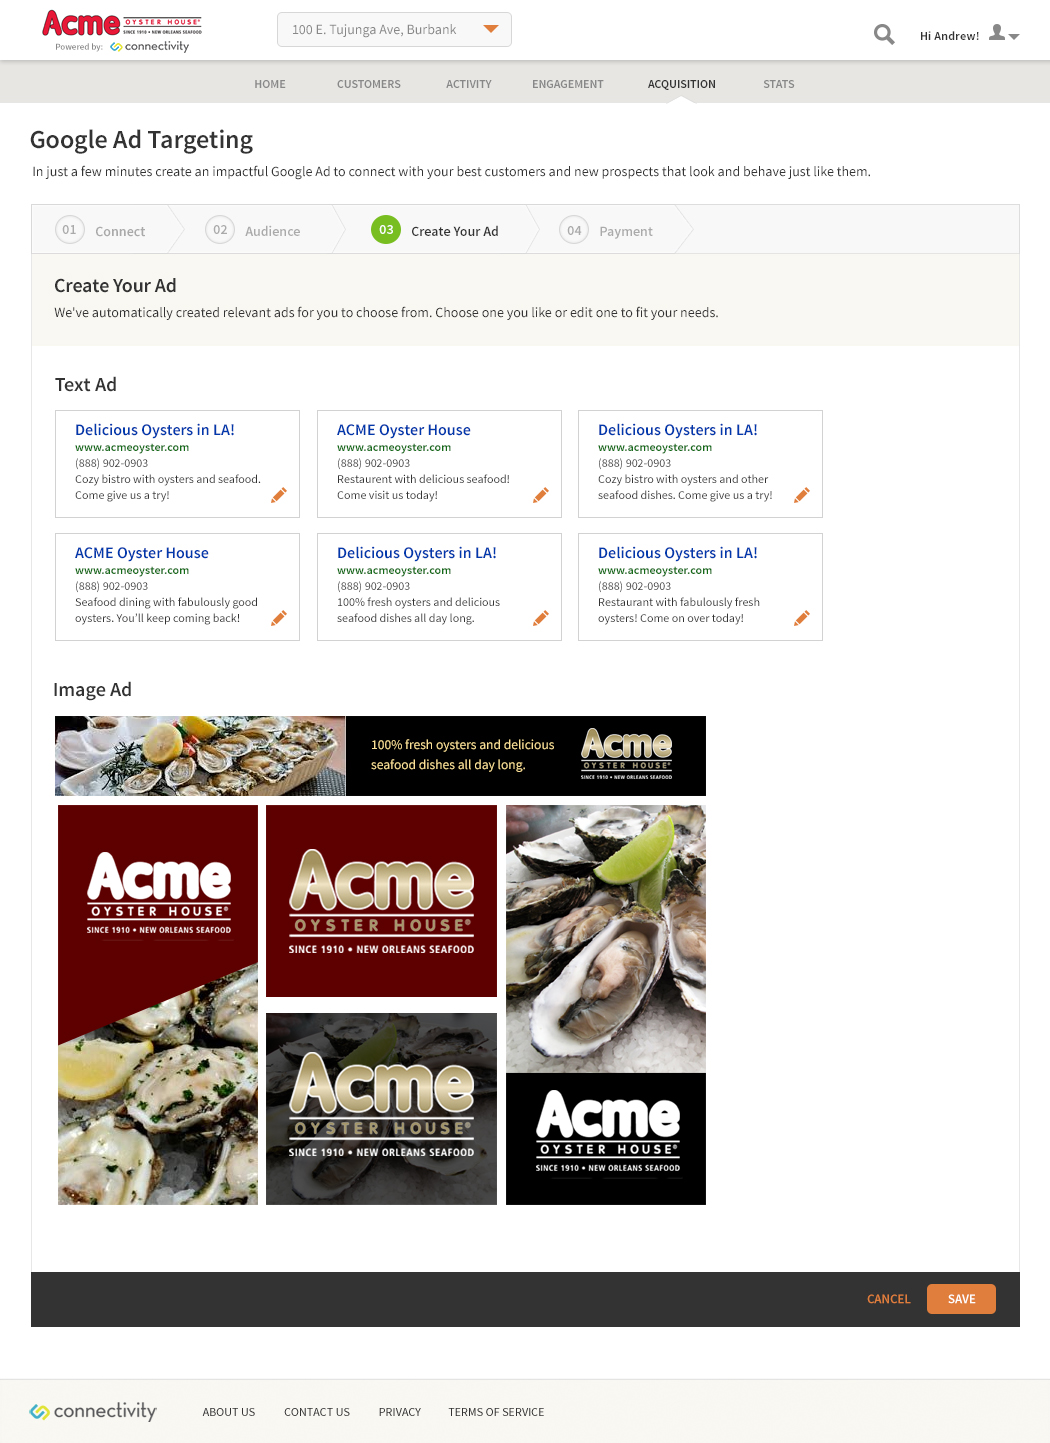 Acme OYSTER HOUSE®
SINCE 1910 • NEW ORLEANS SEAFOOD
Powered by: connectivity
100 E. Tujunga Ave, Burbank
Hi Andrew!
HOME CUSTOMERS ACTIVITY ENGAGEMENT ACQUISITION STATS
Google Ad Targeting
In just a few minutes create an impactful Google Ad to connect with your best customers and new prospects that look and behave just like them.
01 Connect 02 Audience 03 Create Your Ad 04 Payment
Create Your Ad
We've automatically created relevant ads for you to choose from. Choose one you like or edit one to fit your needs.
Text Ad
Delicious Oysters in LA!
www.acmeoyster.com
(888) 902-0903
Cozy bistro with oysters and seafood.
Come give us a try!
ACME Oyster House
www.acmeoyster.com
(888) 902-0903
Restaurent with delicious seafood!
Come visit us today!
Delicious Oysters in LA!
www.acmeoyster.com
(888) 902-0903
Cozy bistro with oysters and other
seafood dishes. Come give us a try!
ACME Oyster House
www.acmeoyster.com
(888) 902-0903
Seafood dining with fabulously good
oysters. You'll keep coming back!
Delicious Oysters in LA!
www.acmeoyster.com
(888) 902-0903
100% fresh oysters and delicious
seafood dishes all day long.
Delicious Oysters in LA!
www.acmeoyster.com
(888) 902-0903
Restaurant with fabulously fresh
oysters! Come on over today!
Image Ad
100% fresh oysters and delicious
seafood dishes all day long.
Acme
OYSTER HOUSE®
SINCE 1910 • NEW ORLEANS SEAFOOD
Acme
OYSTER HOUSE®
SINCE 1910 • NEW ORLEANS SEAFOOD
Acme
OYSTER HOUSE®
SINCE 1910 • NEW ORLEANS SEAFOOD
Acme
OYSTER HOUSE®
SINCE 1910 • NEW ORLEANS SEAFOOD
Acme
OYSTER HOUSE®
SINCE 1910 • NEW ORLEANS SEAFOOD
CANCEL SAVE
connectivity ABOUT US CONTACT US PRIVACY TERMS OF SERVICE